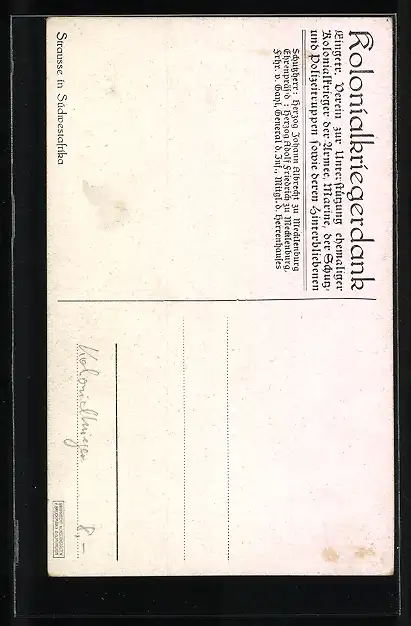 Kolonialkriegerdank
Eingetr. Verein zur Unterstützung ehemaliger
Kolonialkrieger der Armee, Marine, der Schutz-
und Polizeitruppen sowie deren Hinterbliebenen
Schutzherr: Herzog Johann Albrecht zu Mecklenburg
Ehrenpräsid.: Herzog Adolf Friedrich zu Mecklenburg.
Frhr. v. Gayl, General d. Inf., Mitgl. d. Herrenhauses
Strausse in Südwestafrika
Kolonialkrieger 8,-